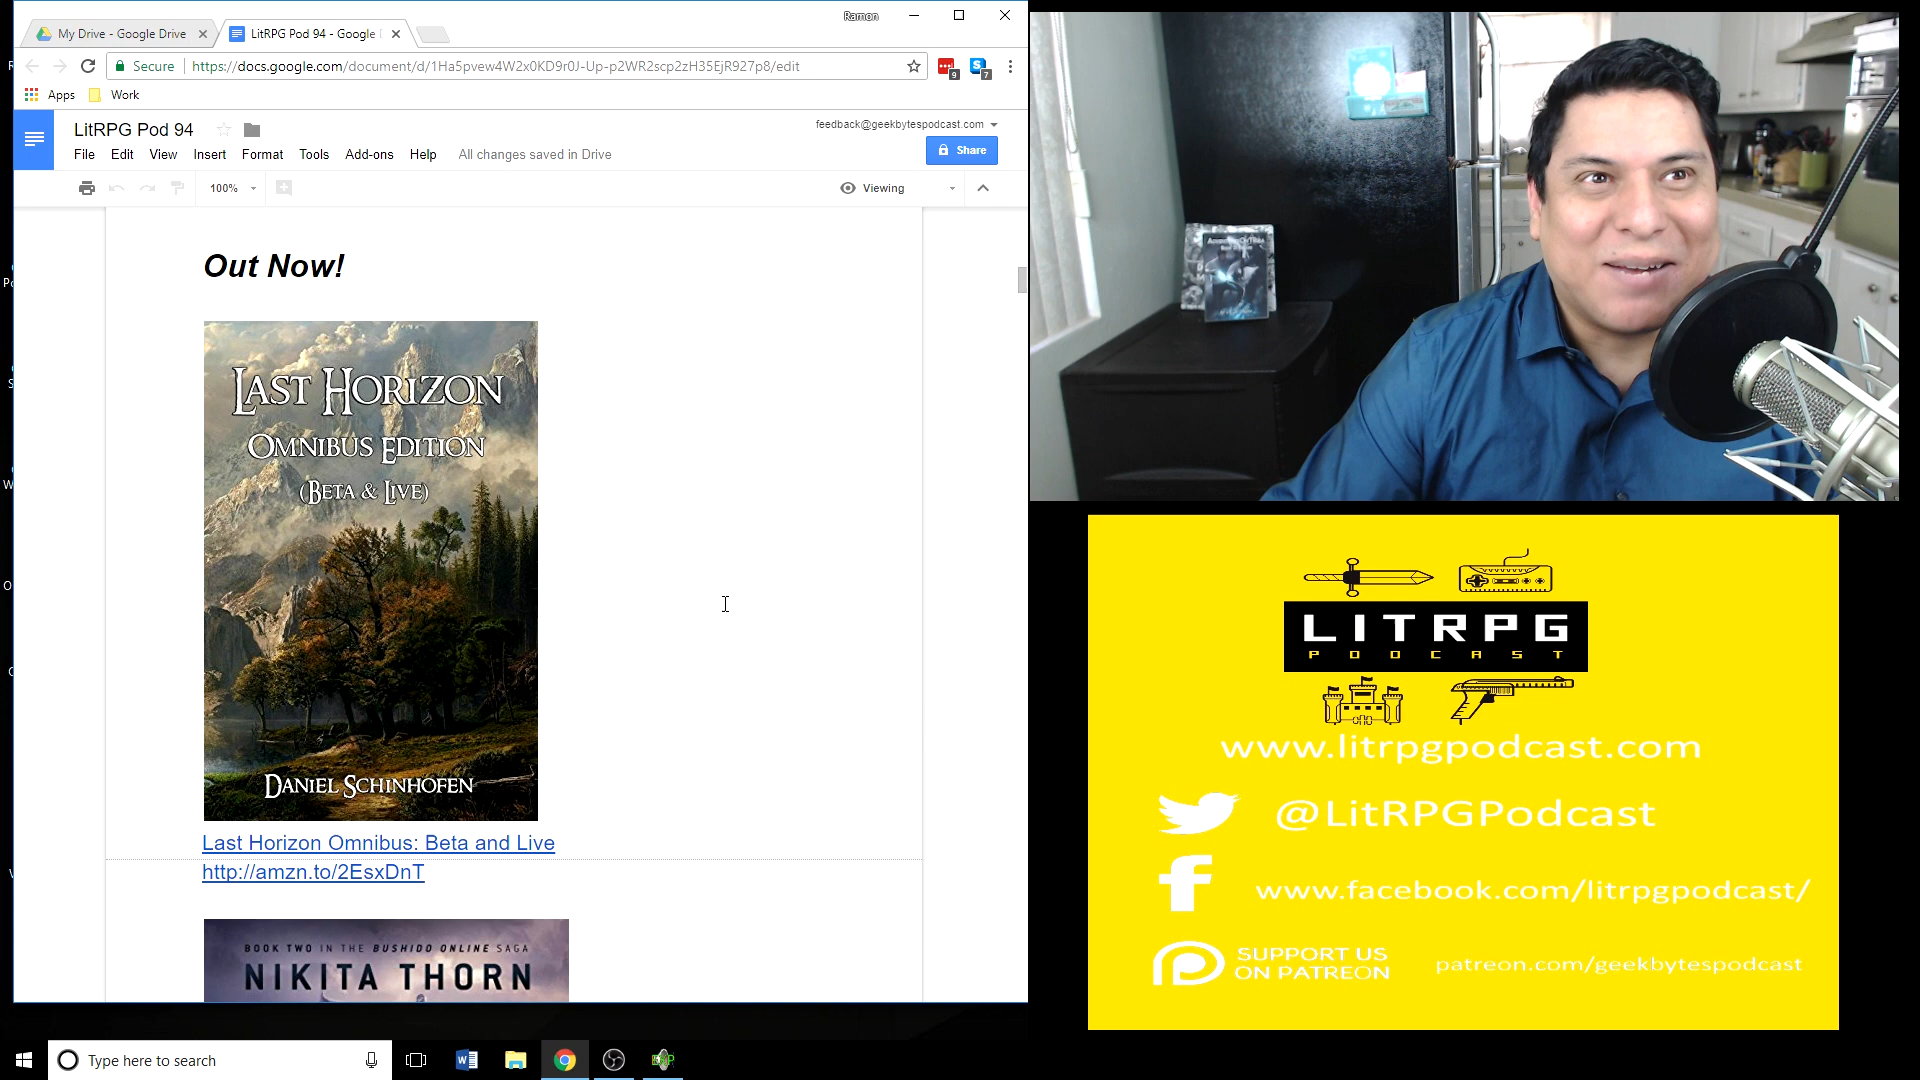 Ramon
My Drive - Google Drive
LitRPG Pod 94 - Google
Secure
https://docs.google.com/document/d/1Ha5pvew4W2x0KD9r0J-Up-p2WR2scp2zH35EjR927p8/edit
9
7
Apps
Work
LitRPG Pod 94
feedback@geekbytespodcast.com
File Edit View Insert Format Tools Add-ons Help All changes saved in Drive
Share
100%
Viewing
Out Now!
LAST HORIZON
OMNIBUS EDITION
(BETA & LIVE)
DANIEL SCHINHOFEN
Last Horizon Omnibus: Beta and Live
http://amzn.to/2EsxDnT
BOOK TWO IN THE BUSHIDO ONLINE SAGA
NIKITA THORN
Type here to search
LITRPG
PODCAST
www.litrpgpodcast.com
@LitRPGPodcast
www.facebook.com/litrpgpodcast/
SUPPORT US
ON PATREON
patreon.com/geekbytespodcast